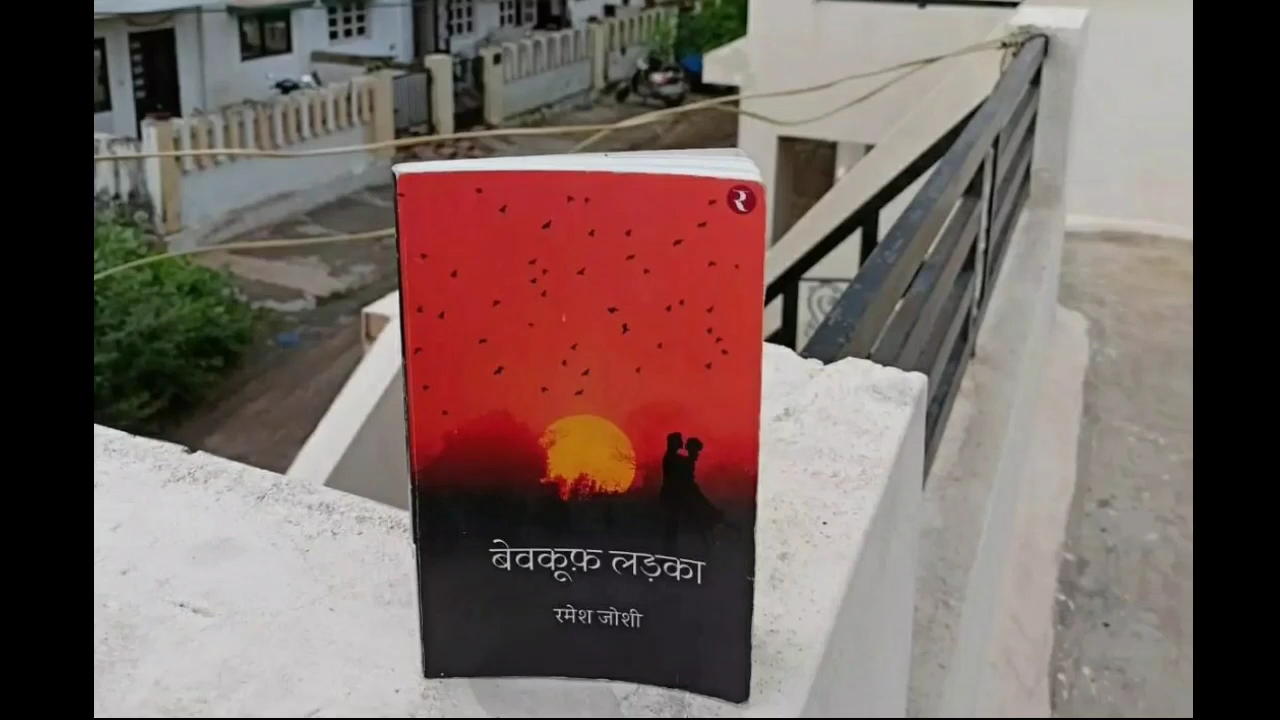 र
बेवकूफ़ लड़का
रमेश जोशी